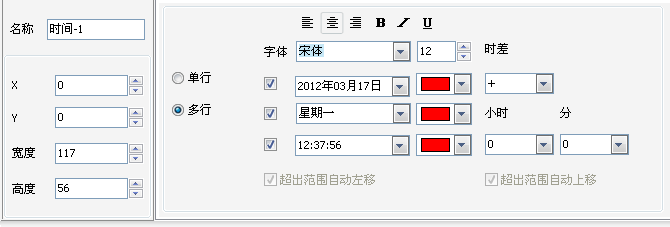 名称 时间-1
X 0
Y 0
宽度 117
高度 56
B I U
字体 宋体 12 时差
单行
2012年03月17日 +
多行
星期一 小时 分
12:37:56 0 0
超出范围自动左移 超出范围自动上移